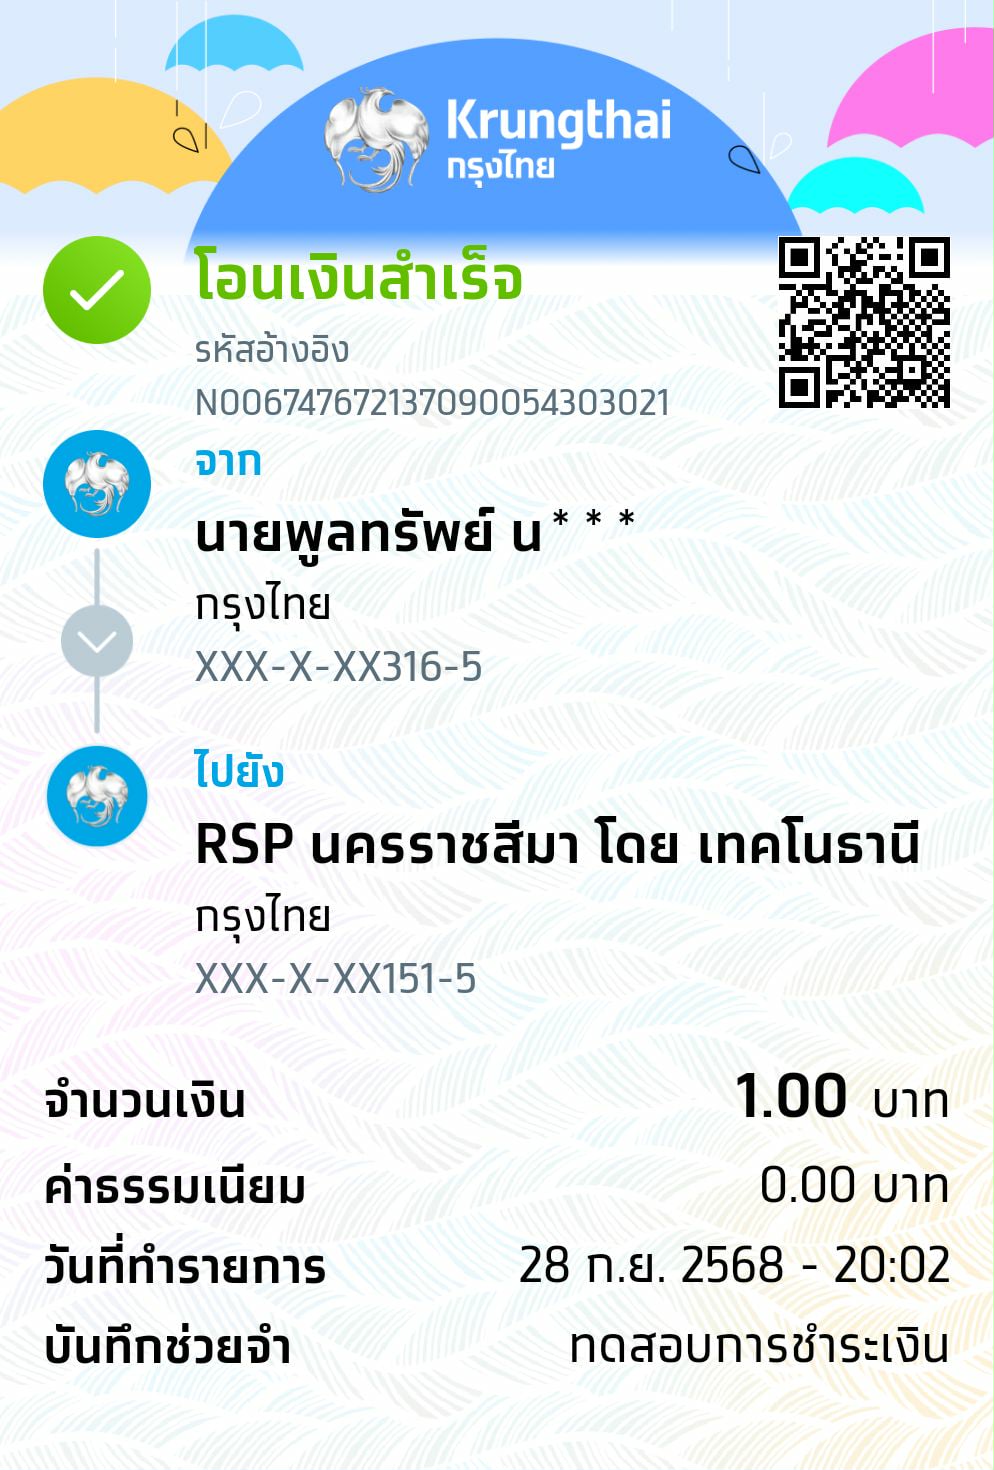 Krungthai
กรุงไทย
โอนเงินสำเร็จ
รหัสอ้างอิง
N006747672137090054303021
จาก
นายพูลทรัพย์ น***
กรุงไทย
XXX-X-XX316-5
ไปยัง
RSP นครราชสีมา โดย เทคโนธานี
กรุงไทย
XXX-X-XX151-5
จำนวนเงิน 1.00 บาท
ค่าธรรมเนียม 0.00 บาท
วันที่ทำรายการ 28 ก.ย. 2568 - 20:02
บันทึกช่วยจำ ทดสอบการชำระเงิน